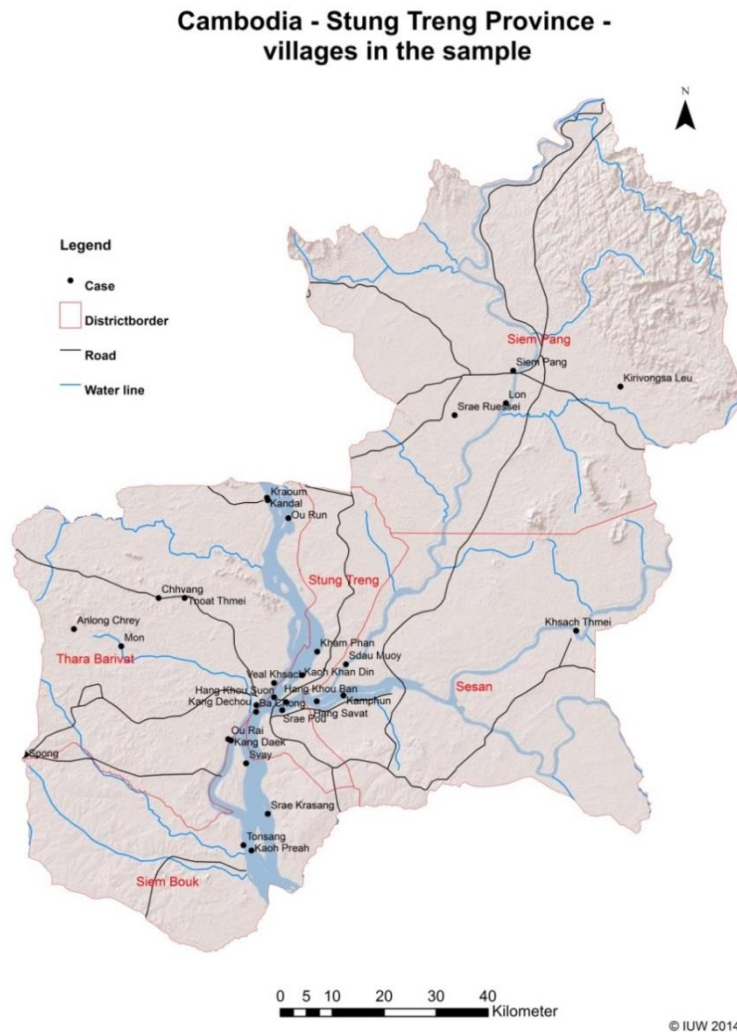 Cambodia - Stung Treng Province -
villages in the sample
N
Legend
Case
Districtborder
Road
Water line
Siem Pang
Siem Pang
Kirivongsa Leu
Lon
Srae Ruessei
Kraoum
Kandal
Ou Run
Stung Treng
Chhvang
Thoat Thmei
Anlong Chrey
Mon
Khsach Thmei
Kham Phan
Sdau Muoy
Thara Barivat
Veal Khsach
Kaoh Khan Din
Sesan
Hang Khou Suon
Hang Khou Ban
Kang Dechou
Ba Chong
Kamphun
Hang Savat
Srae Pou
Ou Rai
Kang Daek
Spong
Svay
Srae Krasang
Tonsang
Kaoh Preah
Siem Bouk
0 5 10 20 30 40
Kilometer
© IUW 2014